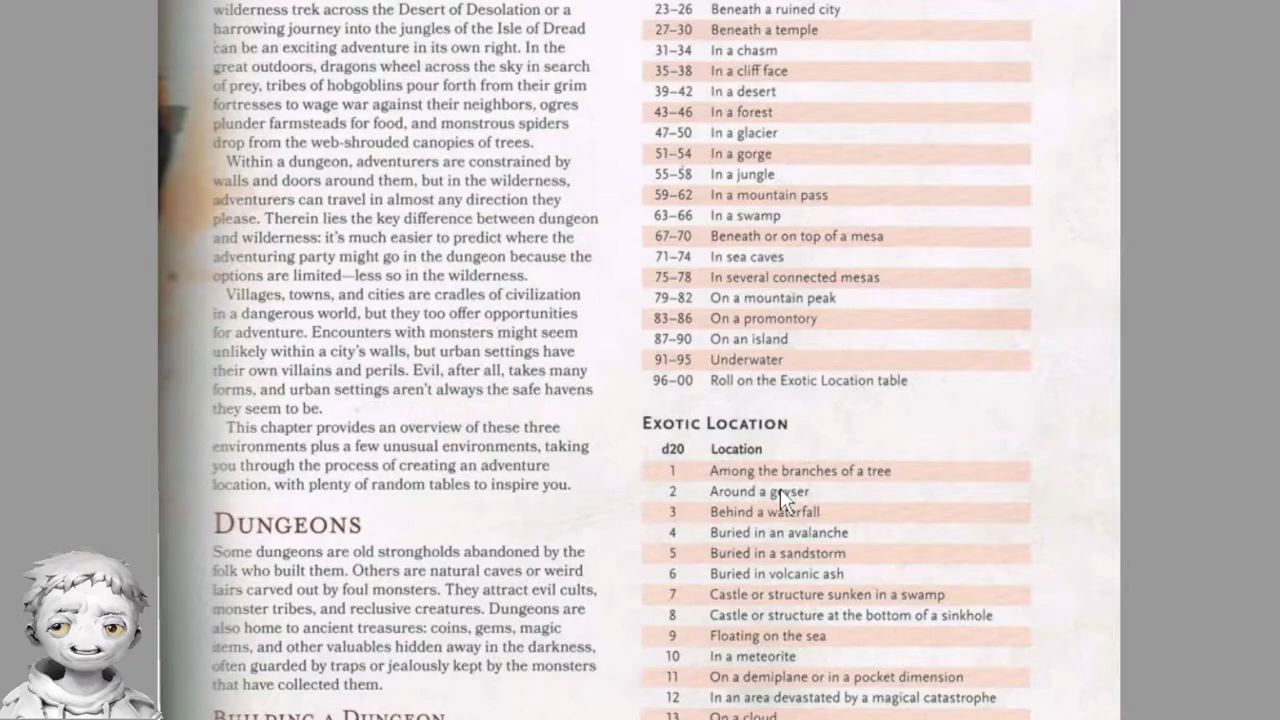 wilderness trek across the Desert of Desolation or a
harrowing journey into the jungles of the Isle of Dread
can be an exciting adventure in its own right. In the
great outdoors, dragons wheel across the sky in search
of prey, tribes of hobgoblins pour forth from their grim
fortresses to wage war against their neighbors, ogres
plunder farmsteads for food, and monstrous spiders
drop from the web-shrouded canopies of trees.
Within a dungeon, adventurers are constrained by
walls and doors around them, but in the wilderness,
adventurers can travel in almost any direction they
please. Therein lies the key difference between dungeon
and wilderness: it's much easier to predict where the
adventuring party might go in the dungeon because the
options are limited—less so in the wilderness.
Villages, towns, and cities are cradles of civilization
in a dangerous world, but they too offer opportunities
for adventure. Encounters with monsters might seem
unlikely within a city's walls, but urban settings have
their own villains and perils. Evil, after all, takes many
forms, and urban settings aren't always the safe havens
they seem to be.
This chapter provides an overview of these three
environments plus a few unusual environments, taking
you through the process of creating an adventure
location, with plenty of random tables to inspire you.
DUNGEONS
Some dungeons are old strongholds abandoned by the
folk who built them. Others are natural caves or weird
lairs carved out by foul monsters. They attract evil cults,
monster tribes, and reclusive creatures. Dungeons are
also home to ancient treasures: coins, gems, magic
items, and other valuables hidden away in the darkness,
often guarded by traps or jealously kept by the monsters
that have collected them.
BUILDING A DUNGEON
23–26 Beneath a ruined city
27–30 Beneath a temple
31–34 In a chasm
35–38 In a cliff face
39–42 In a desert
43–46 In a forest
47–50 In a glacier
51–54 In a gorge
55–58 In a jungle
59–62 In a mountain pass
63–66 In a swamp
67–70 Beneath or on top of a mesa
71–74 In sea caves
75–78 In several connected mesas
79–82 On a mountain peak
83–86 On a promontory
87–90 On an island
91–95 Underwater
96–00 Roll on the Exotic Location table
EXOTIC LOCATION
d20 Location
1 Among the branches of a tree
2 Around a geyser
3 Behind a waterfall
4 Buried in an avalanche
5 Buried in a sandstorm
6 Buried in volcanic ash
7 Castle or structure sunken in a swamp
8 Castle or structure at the bottom of a sinkhole
9 Floating on the sea
10 In a meteorite
11 On a demiplane or in a pocket dimension
12 In an area devastated by a magical catastrophe
13 On a cloud